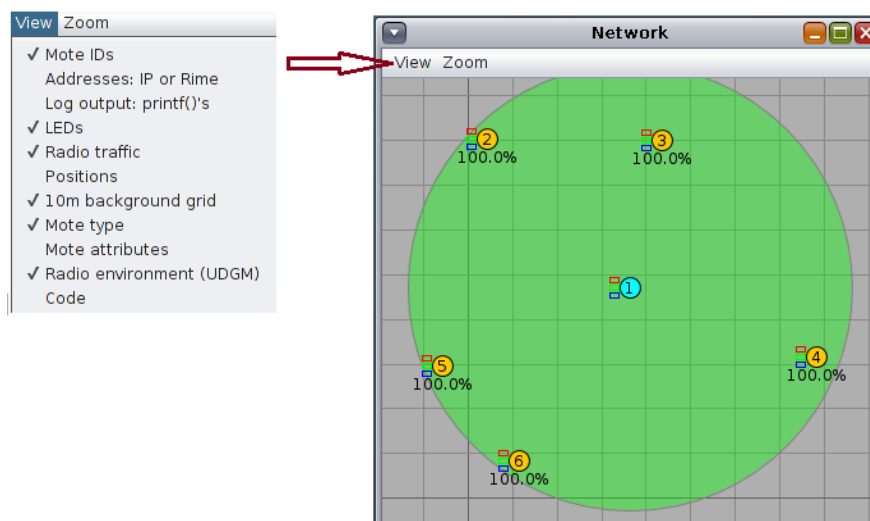 View Zoom
✓ Mote IDs
Addresses: IP or Rime
Log output: printf()'s
✓ LEDs
✓ Radio traffic
Positions
✓ 10m background grid
✓ Mote type
Mote attributes
✓ Radio environment (UDGM)
Code
Network
View Zoom
2
100.0%
3
100.0%
1
4
100.0%
5
100.0%
6
100.0%